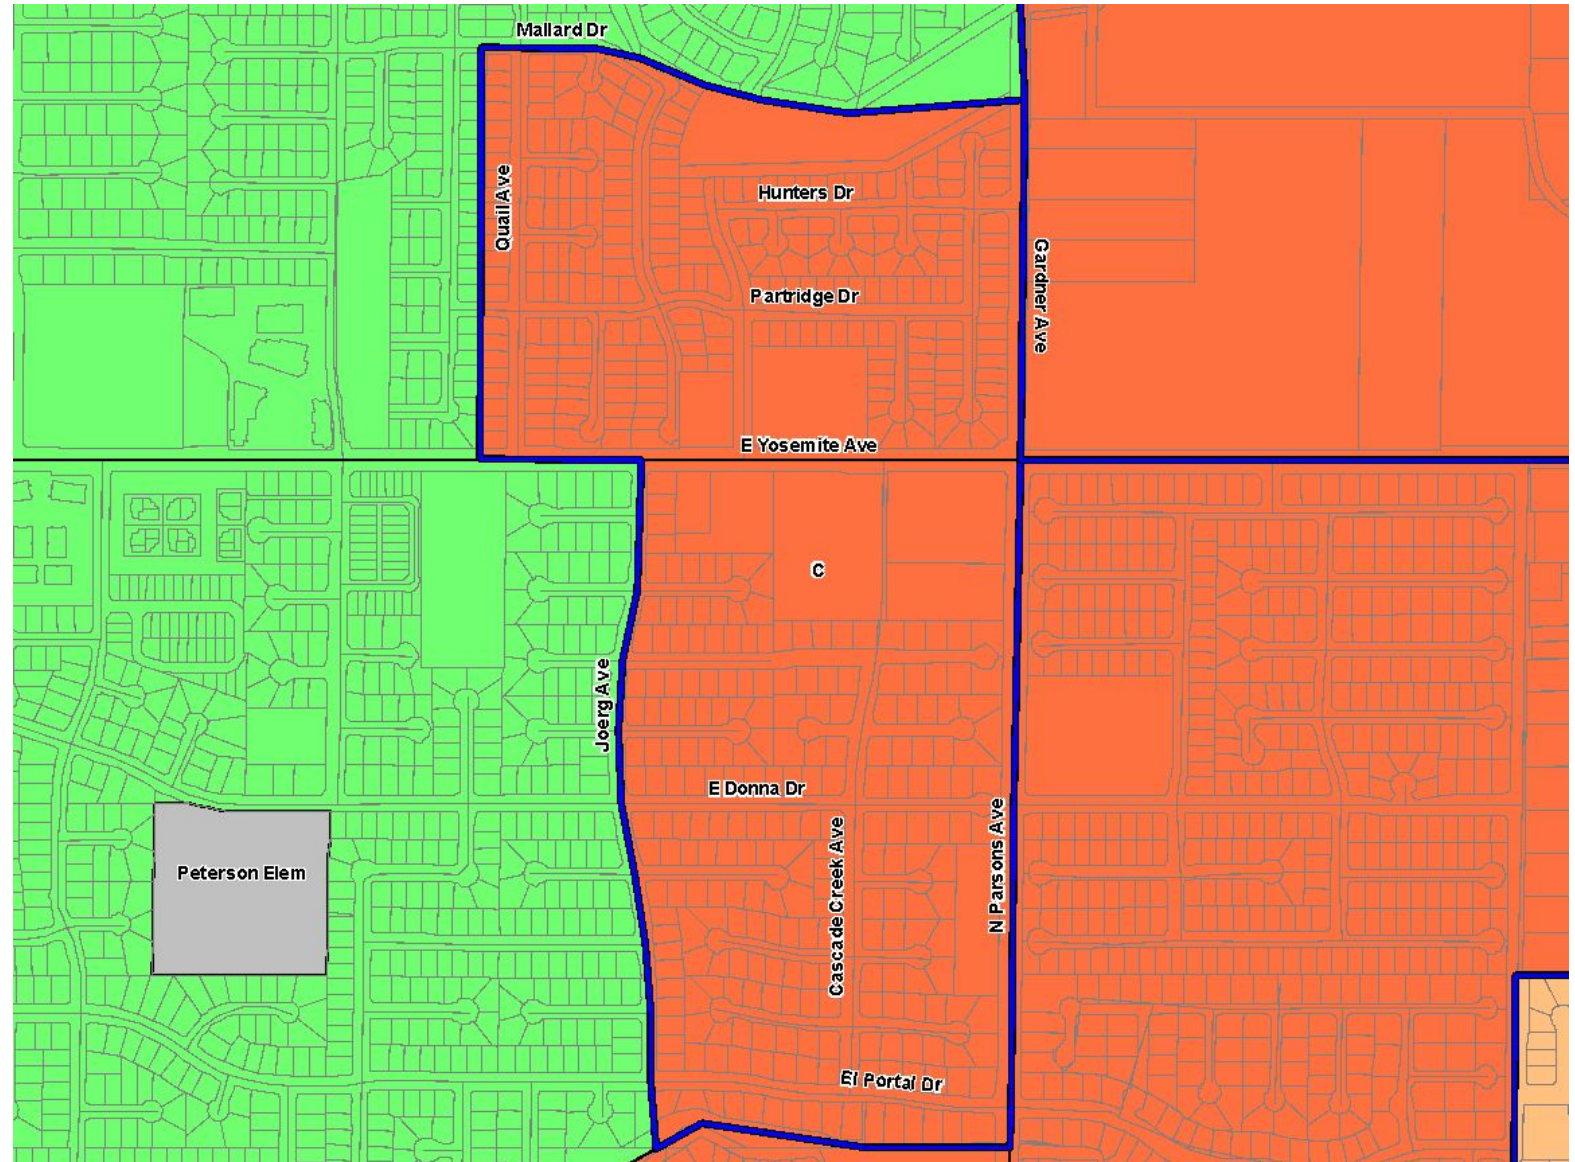 Mallard Dr
Quail Ave
Hunters Dr
Gardner Ave
Partridge Dr
E Yosemite Ave
C
Joerg Ave
E Donna Dr
Peterson Elem
Cascade Creek Ave
N Parsons Ave
El Portal Dr